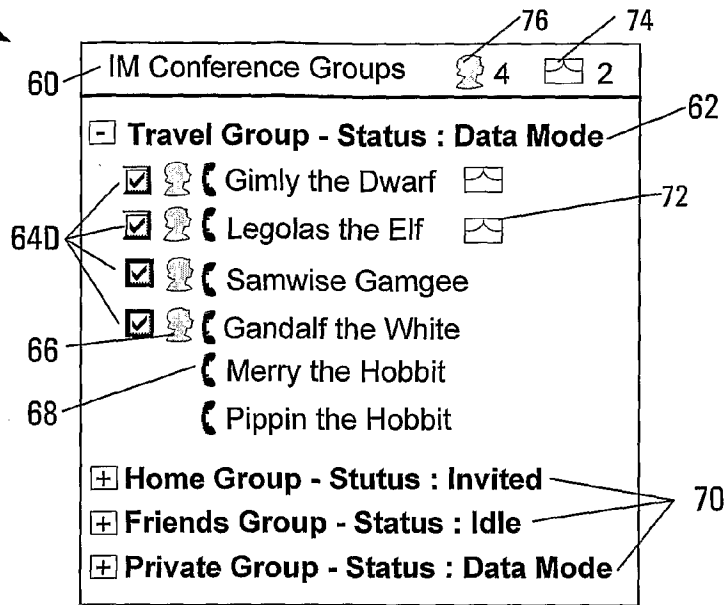 76 74
60 IM Conference Groups 4 2
62
- Travel Group - Status : Data Mode
Gimly the Dwarf
72
Legolas the Elf
64D
Samwise Gamgee
Gandalf the White
66
Merry the Hobbit
68
Pippin the Hobbit
+ Home Group - Stutus : Invited
70
+ Friends Group - Status : Idle
+ Private Group - Status : Data Mode